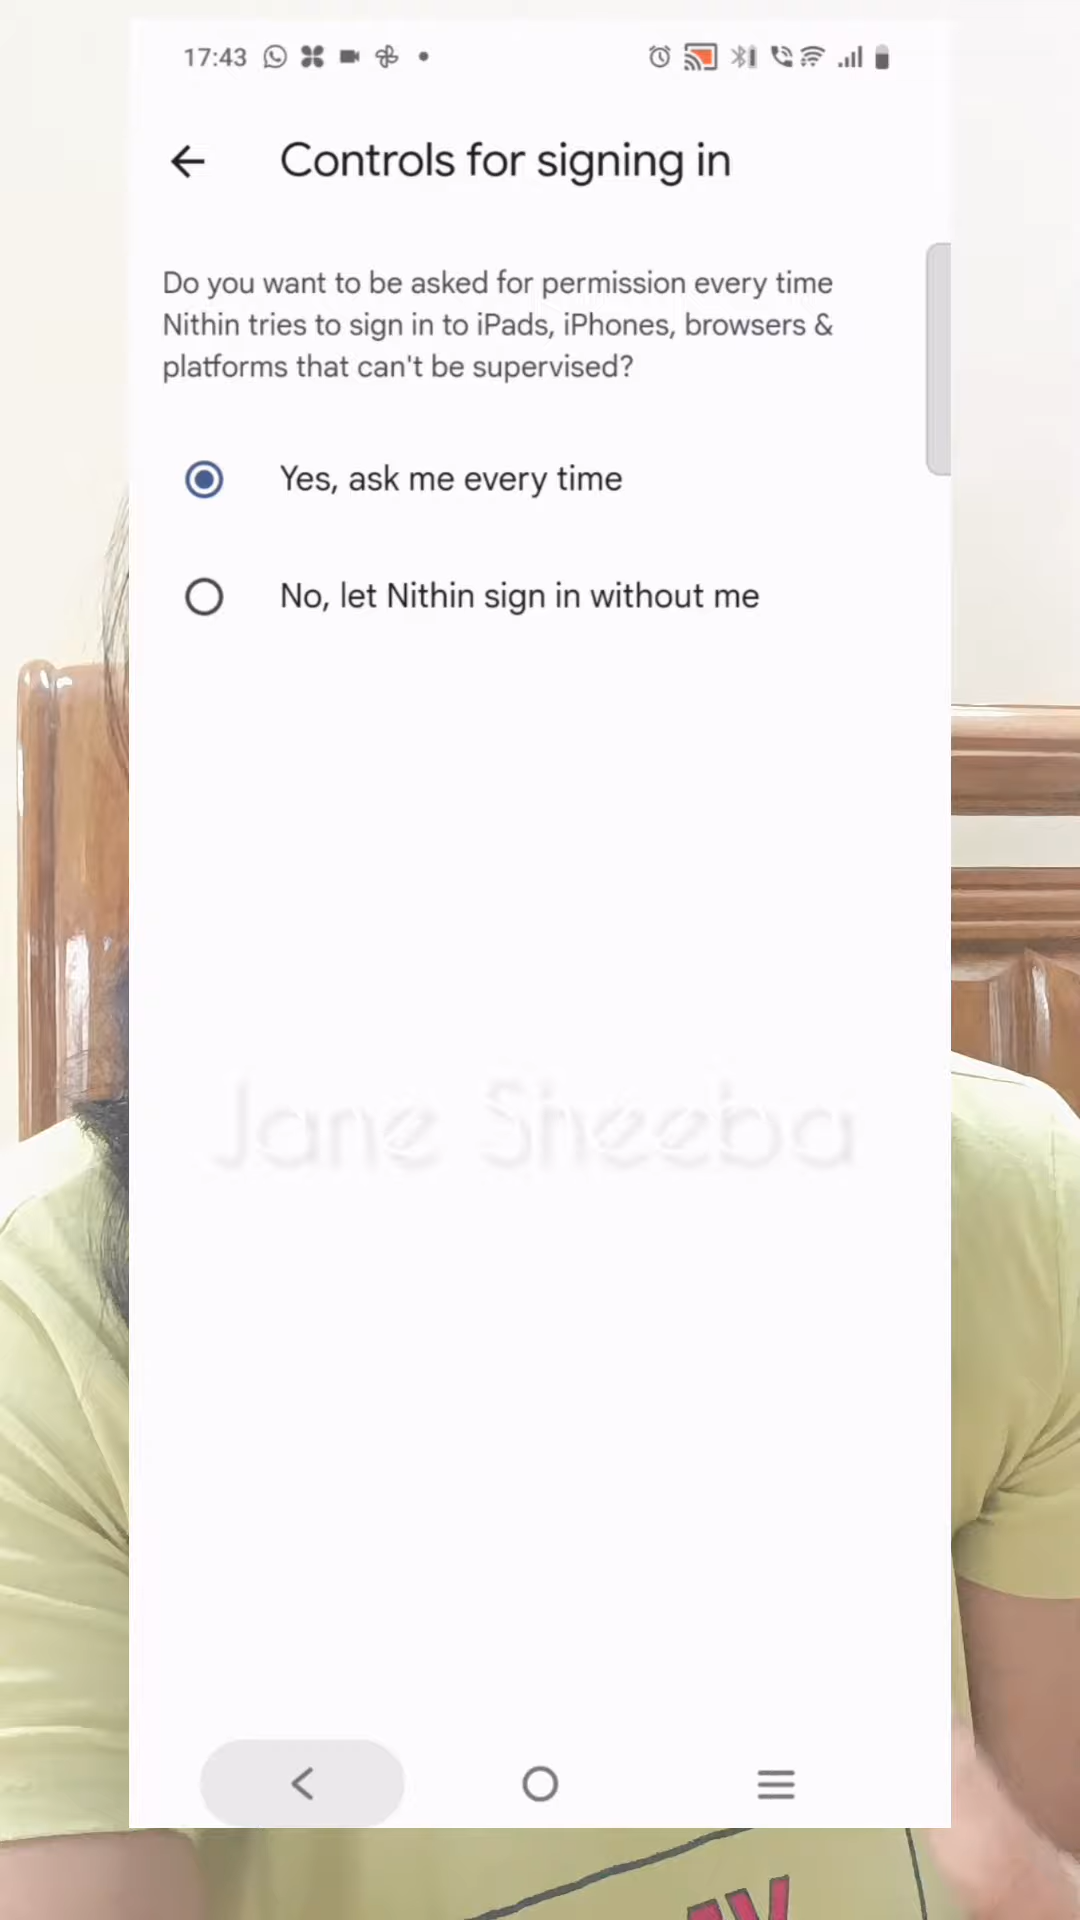 17:43
Controls for signing in
Do you want to be asked for permission every time
Nithin tries to sign in to iPads, iPhones, browsers &
platforms that can't be supervised?
Yes, ask me every time
No, let Nithin sign in without me
Jane Sheeba